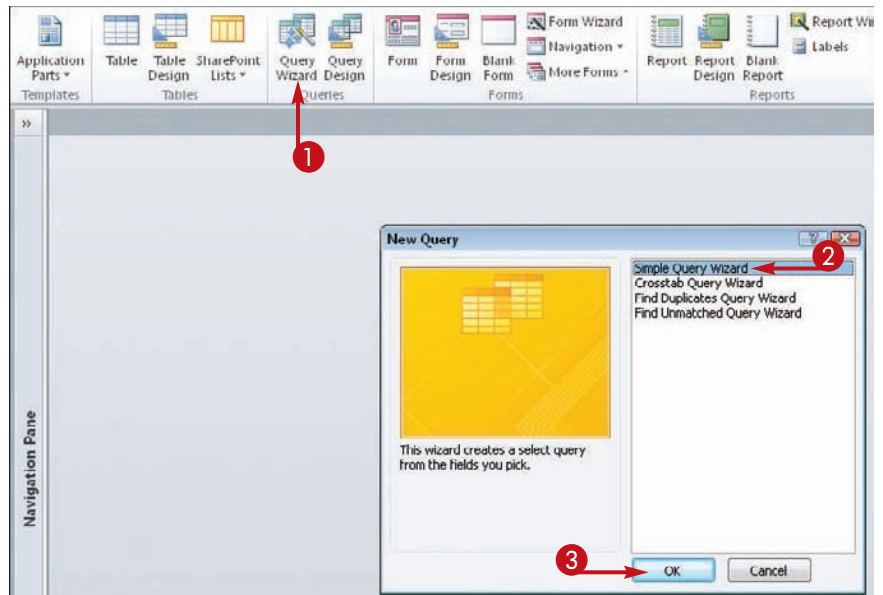 Application Parts
Templates
Table
Table Design
SharePoint Lists
Tables
Query Wizard
Query Design
Queries
Form
Form Design
Blank Form
Form Wizard
Navigation
More Forms
Forms
Report
Report Design
Blank Report
Report Wi
Labels
Reports
»
1
New Query
?
2
Simple Query Wizard
Crosstab Query Wizard
Find Duplicates Query Wizard
Find Unmatched Query Wizard
This wizard creates a select query
from the fields you pick.
Navigation Pane
3
OK
Cancel